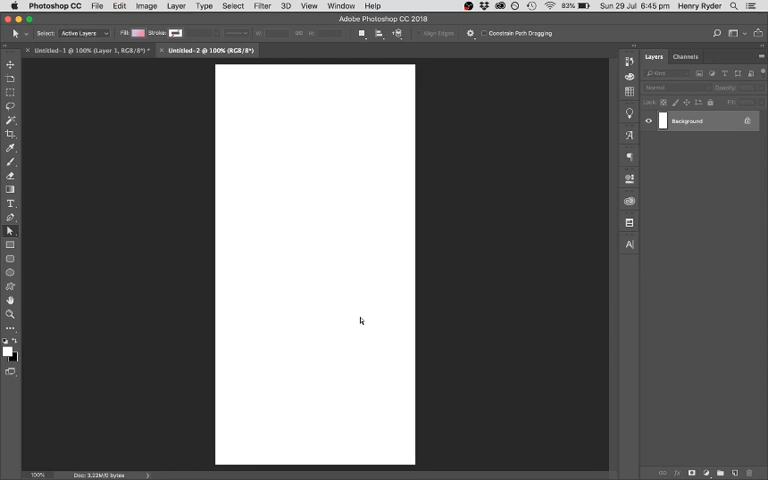 Photoshop CC File Edit Image Layer Type Select Filter 3D View Window Help 83% Sun 29 Jul 6:45 pm Henry Ryder
Adobe Photoshop CC 2018
Select: Active Layers Fill: Stroke: W: H: Align Edges Constrain Path Dragging
Untitled-1 @ 100% (Layer 1, RGB/8*) * Untitled-2 @ 100% (RGB/8*)
Layers Channels
Kind
Normal Opacity:
Lock: Fill:
Background
100% Doc: 3.22M/0 bytes